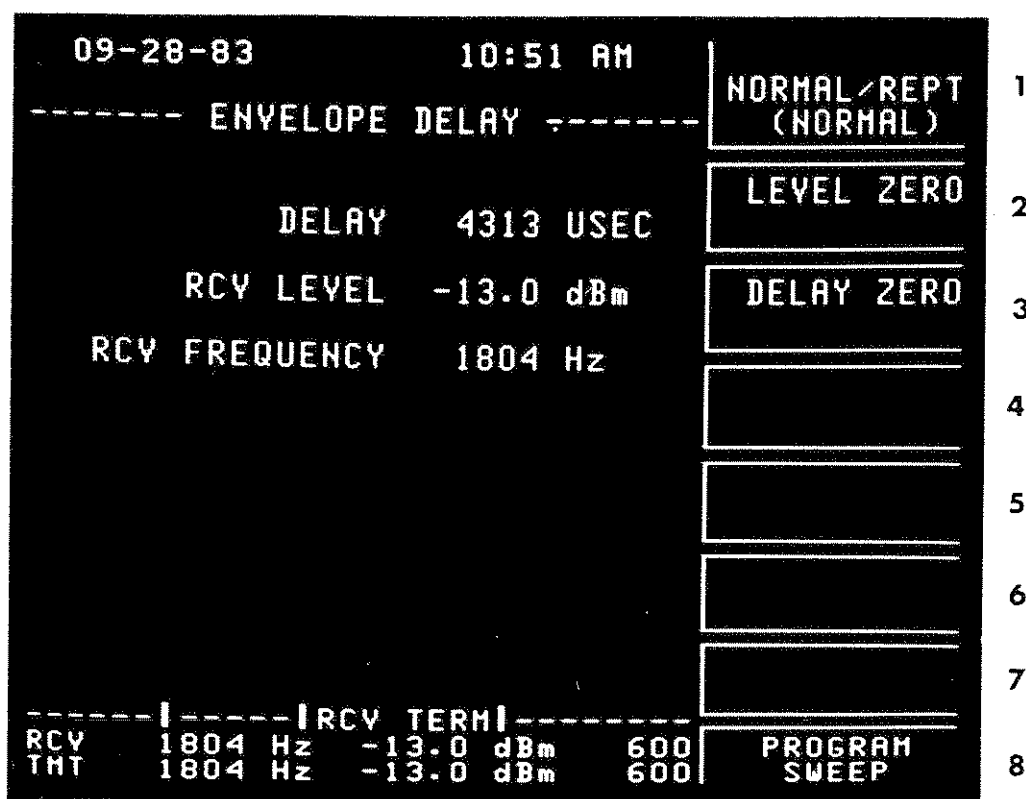 09-28-83 10:51 AM
------- ENVELOPE DELAY -------
DELAY 4313 USEC
RCV LEVEL -13.0 dBm
RCV FREQUENCY 1804 Hz
RCV TERM
RCV 1804 Hz -13.0 dBm 600
TMT 1804 Hz -13.0 dBm 600
NORMAL/REPT
(NORMAL)
1
LEVEL ZERO
2
DELAY ZERO
3
4
5
6
7
PROGRAM
SWEEP
8